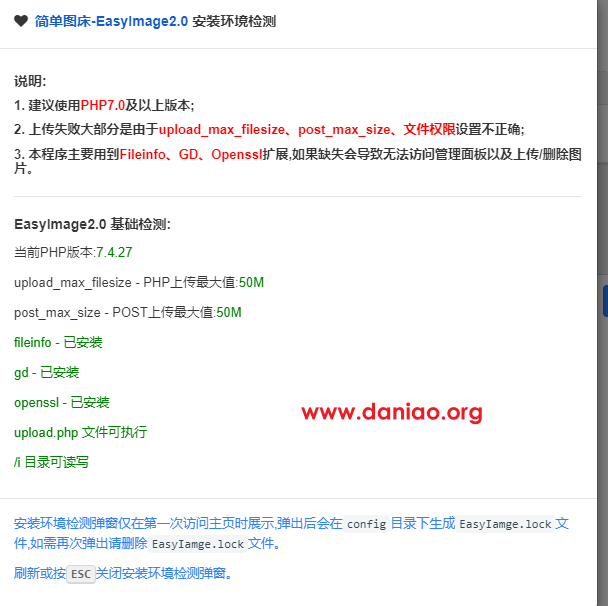 简单图床-EasyImage2.0 安装环境检测
说明:
1. 建议使用PHP7.0及以上版本;
2. 上传失败大部分是由于upload_max_filesize、post_max_size、文件权限设置不正确;
3. 本程序主要用到Fileinfo、GD、Openssl扩展,如果缺失会导致无法访问管理面板以及上传/删除图
片。
EasyImage2.0 基础检测:
当前PHP版本:7.4.27
upload_max_filesize - PHP上传最大值:50M
post_max_size - POST上传最大值:50M
fileinfo - 已安装
gd - 已安装
openssl - 已安装
www.daniao.org
upload.php 文件可执行
/i 目录可读写
安装环境检测弹窗仅在第一次访问主页时展示,弹出后会在 config 目录下生成 EasyIamge.lock 文
件,如需再次弹出请删除 EasyIamge.lock 文件。
刷新或按 ESC 关闭安装环境检测弹窗。